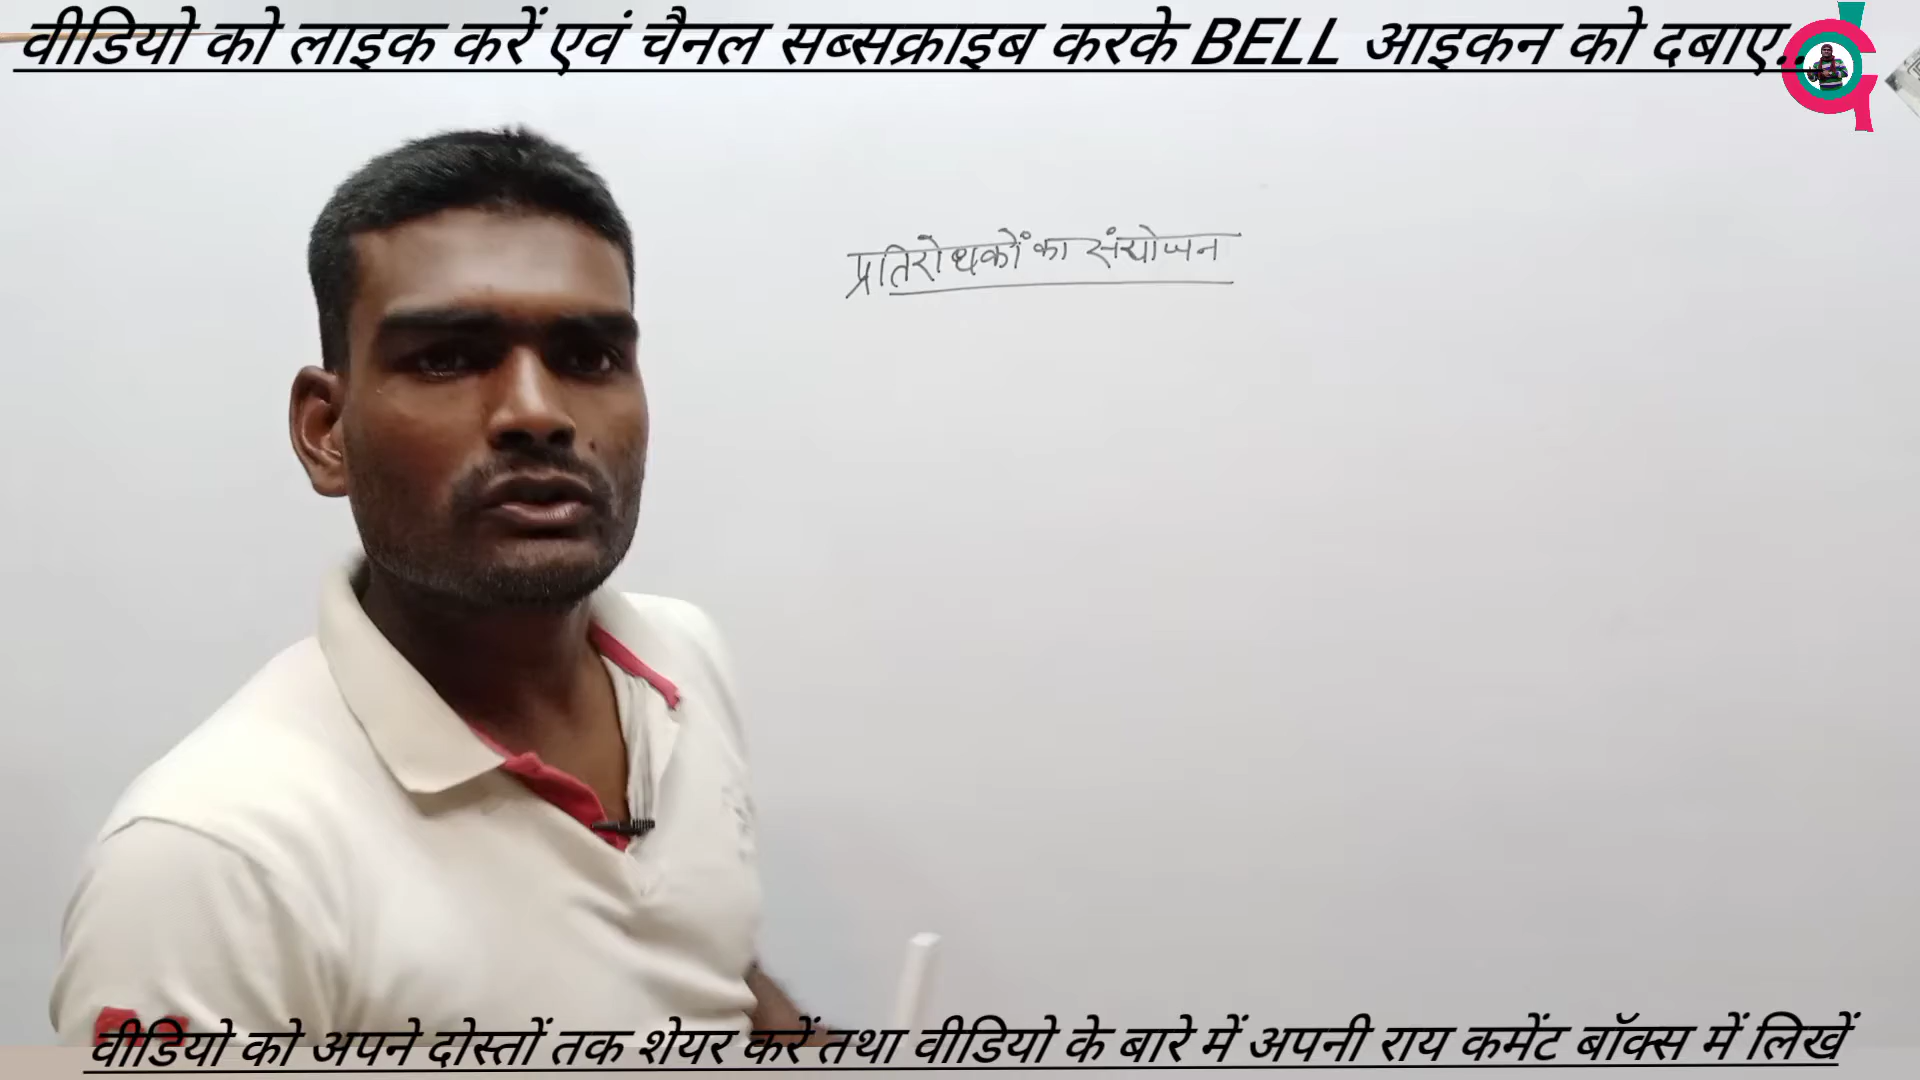 वीडियो को लाइक करें एवं चैनल सब्सक्राइब करके BELL आइकन को दबाए..
प्रतिरोधकों का संयोजन
वीडियो को अपने दोस्तों तक शेयर करें तथा वीडियो के बारे में अपनी राय कमेंट बॉक्स में लिखें